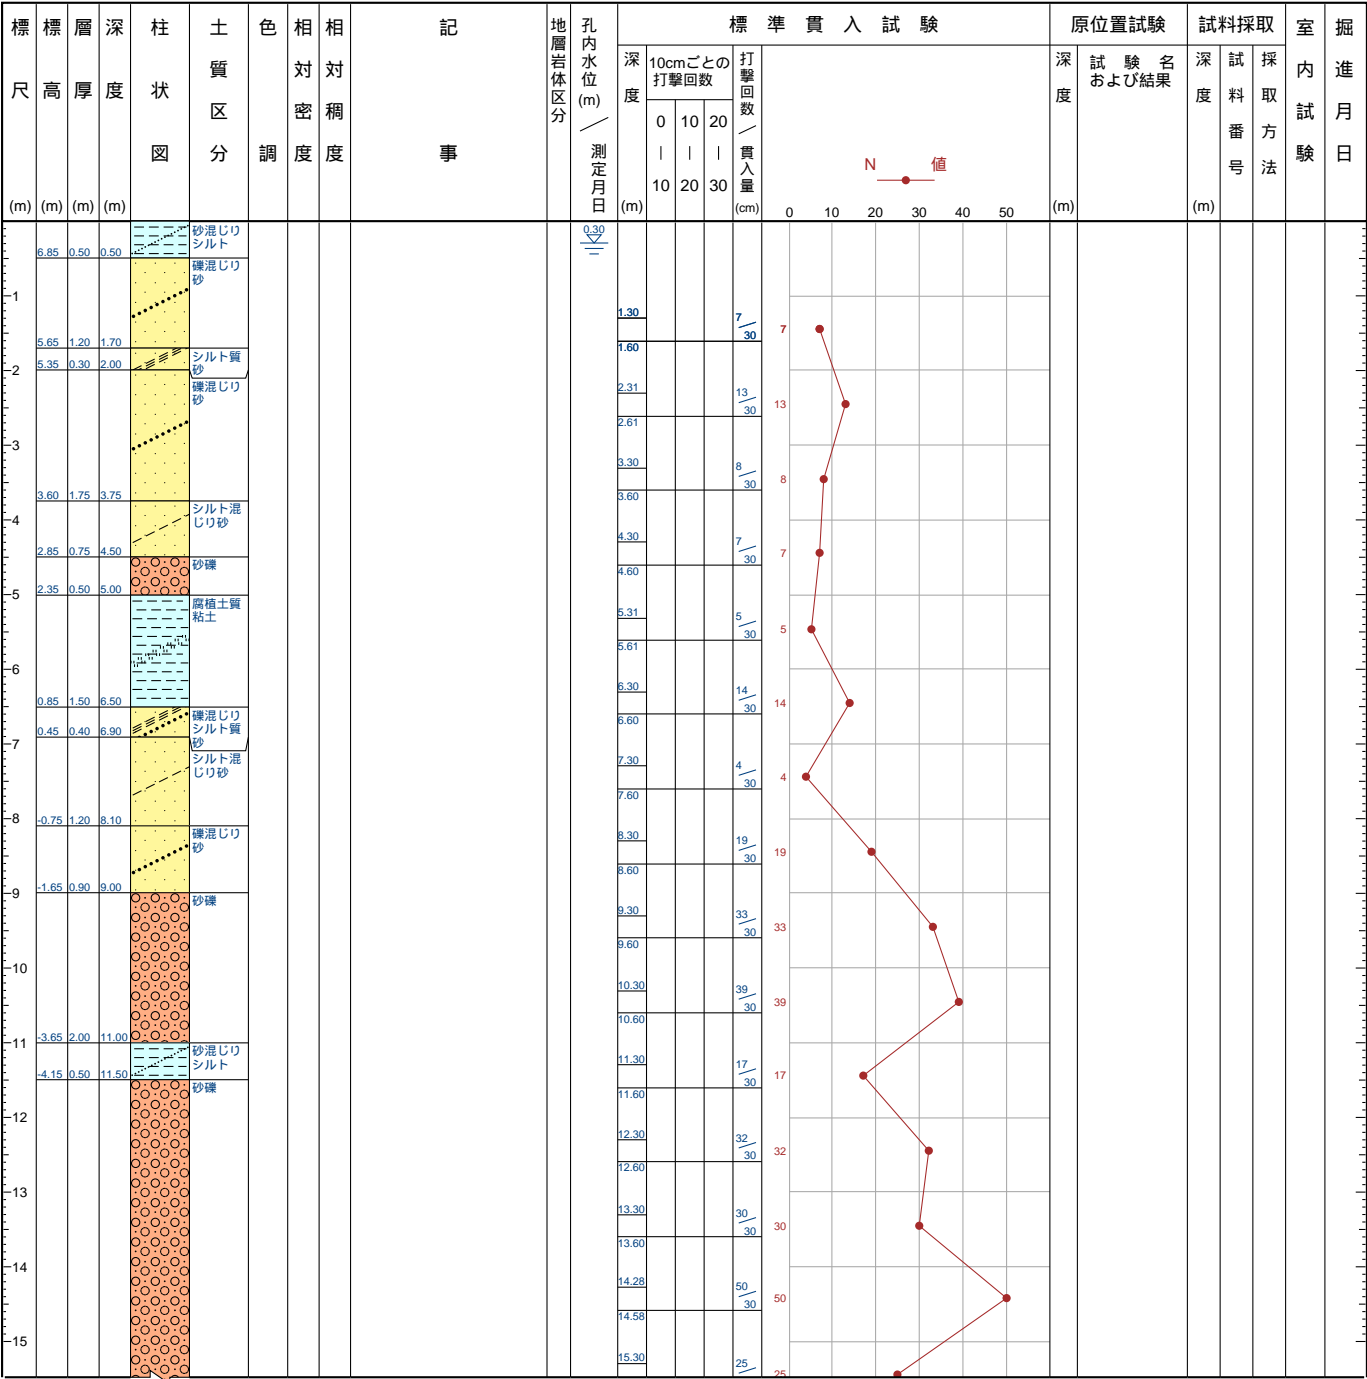 標尺 (m)
標高 (m)
層厚 (m)
深度 (m)
柱状図
土質区分
色調
相対密度
相対稠度
記事
地層岩体区分
孔内水位(m)／測定月日
標準貫入試験
深度 (m)
10cmごとの
打撃回数
0 10 20
| | |
10 20 30
打撃回数／貫入量 (cm)
N 値
0 10 20 30 40 50
原位置試験
深度 (m)
試験名
および結果
試料採取
深度 (m)
試料番号
採取方法
室内試験
掘進月日
0.30
砂混じり
シルト
6.85 0.50 0.50
礫混じり
砂
1
1.30 7
30 7
1.60
5.65 1.20 1.70
シルト質
砂
5.35 0.30 2.00
2
礫混じり
砂
2.31 13
30 13
2.61
3
3.30 8
30 8
3.60
3.60 1.75 3.75
シルト混
じり砂
4
4.30 7
30 7
4.60
2.85 0.75 4.50
砂礫
2.35 0.50 5.00
5
腐植土質
粘土
5.31 5
30 5
5.61
6
6.30 14
30 14
6.60
0.85 1.50 6.50
礫混じり
シルト質
砂
0.45 0.40 6.90
7
シルト混
じり砂
7.30 4
30 4
7.60
-0.75 1.20 8.10
8
礫混じり
砂
8.30 19
30 19
8.60
-1.65 0.90 9.00
9
砂礫
9.30 33
30 33
9.60
10
10.30 39
30 39
10.60
-3.65 2.00 11.00
11
砂混じり
シルト
11.30 17
30 17
11.60
-4.15 0.50 11.50
砂礫
12
12.30 32
30 32
12.60
13
13.30 30
30 30
13.60
14
14.28 50
30 50
14.58
15
15.30 25
25